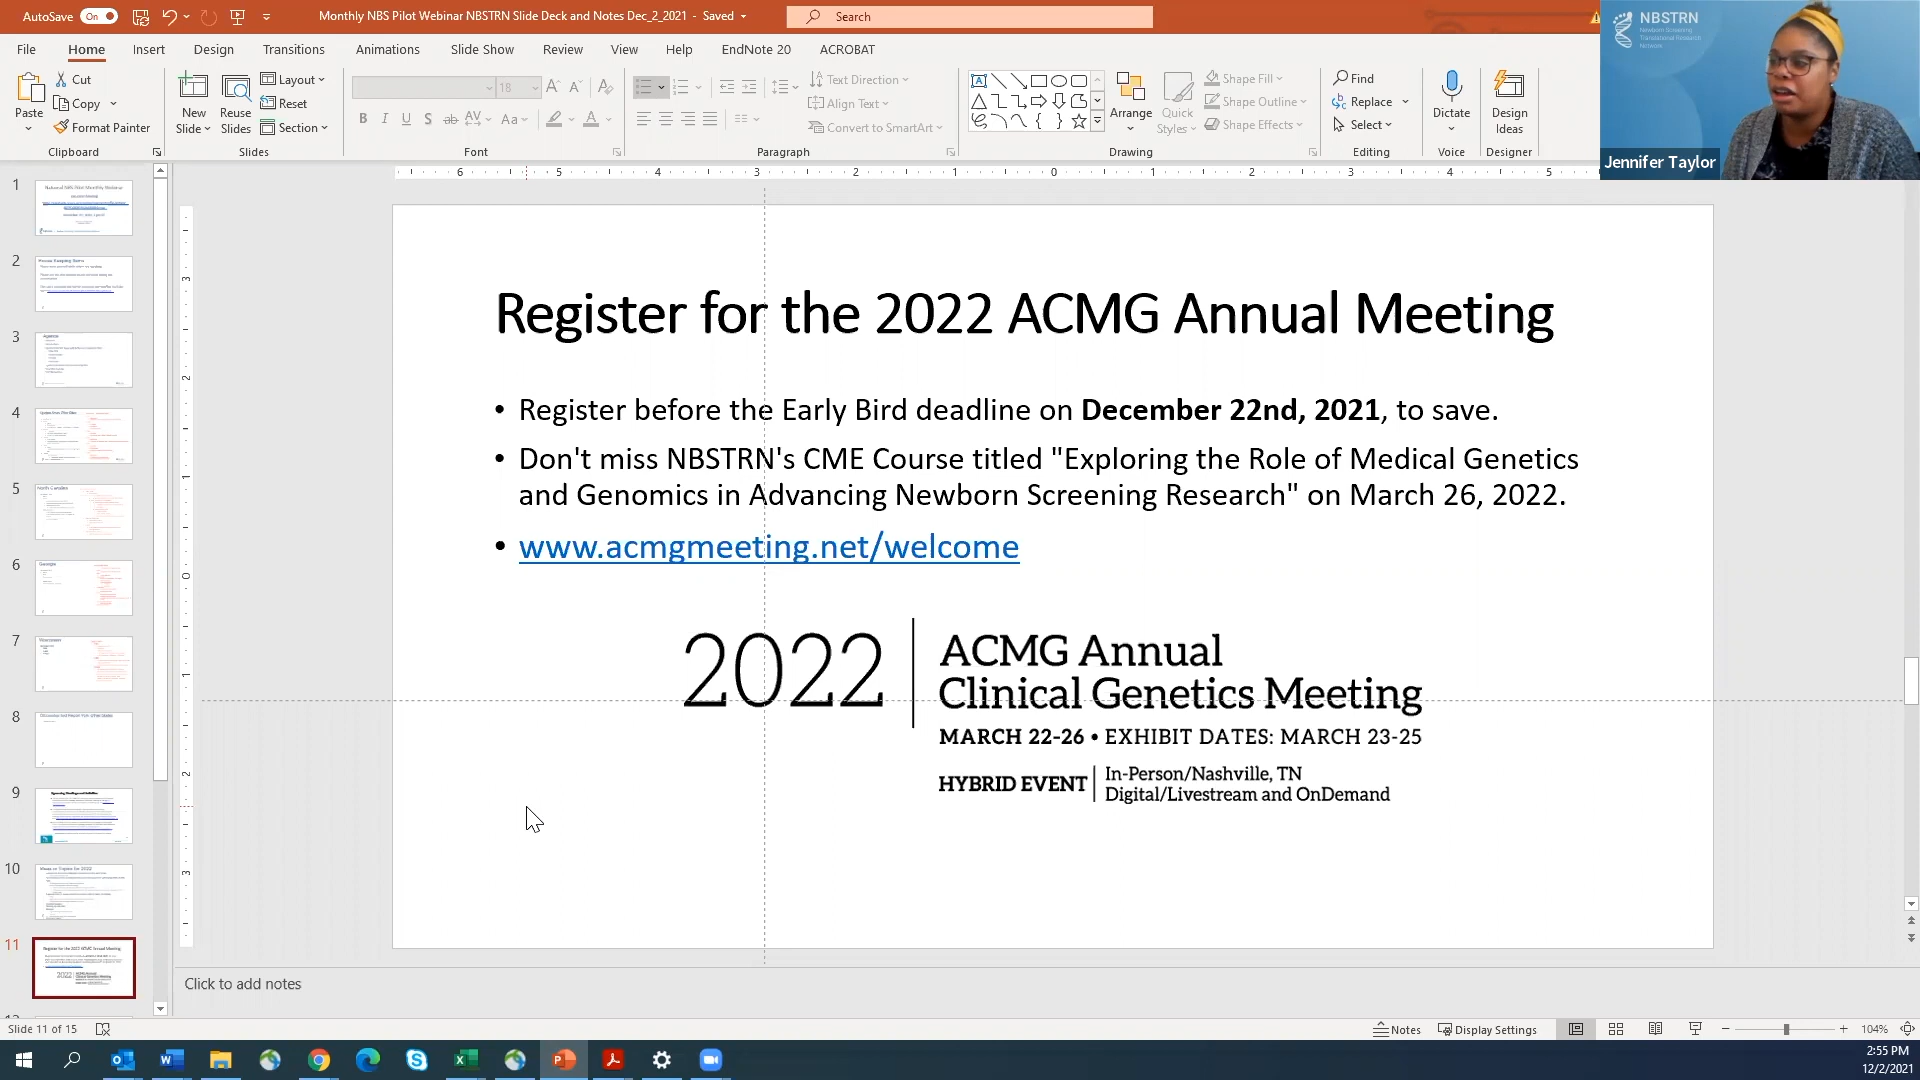 AutoSave On
Monthly NBS Pilot Webinar NBSTRN Slide Deck and Notes Dec_2_2021 - Saved
Search
File Home Insert Design Transitions Animations Slide Show Review View Help EndNote 20 ACROBAT
Paste
Cut
Copy
Format Painter
Clipboard
New Slide
Reuse Slides
Layout
Reset
Section
Slides
18
Font
Text Direction
Align Text
Convert to SmartArt
Paragraph
Arrange
Quick Styles
Shape Fill
Shape Outline
Shape Effects
Drawing
Find
Replace
Select
Editing
Dictate
Voice
Design Ideas
Designer
NBSTRN
Newborn Screening
Translational Research
Network
Jennifer Taylor
Register for the 2022 ACMG Annual Meeting
• Register before the Early Bird deadline on December 22nd, 2021, to save.
• Don't miss NBSTRN's CME Course titled "Exploring the Role of Medical Genetics
and Genomics in Advancing Newborn Screening Research" on March 26, 2022.
• www.acmgmeeting.net/welcome
2022
ACMG Annual
Clinical Genetics Meeting
MARCH 22-26 • EXHIBIT DATES: MARCH 23-25
HYBRID EVENT
In-Person/Nashville, TN
Digital/Livestream and OnDemand
Click to add notes
Slide 11 of 15
Notes
Display Settings
104%
2:55 PM
12/2/2021